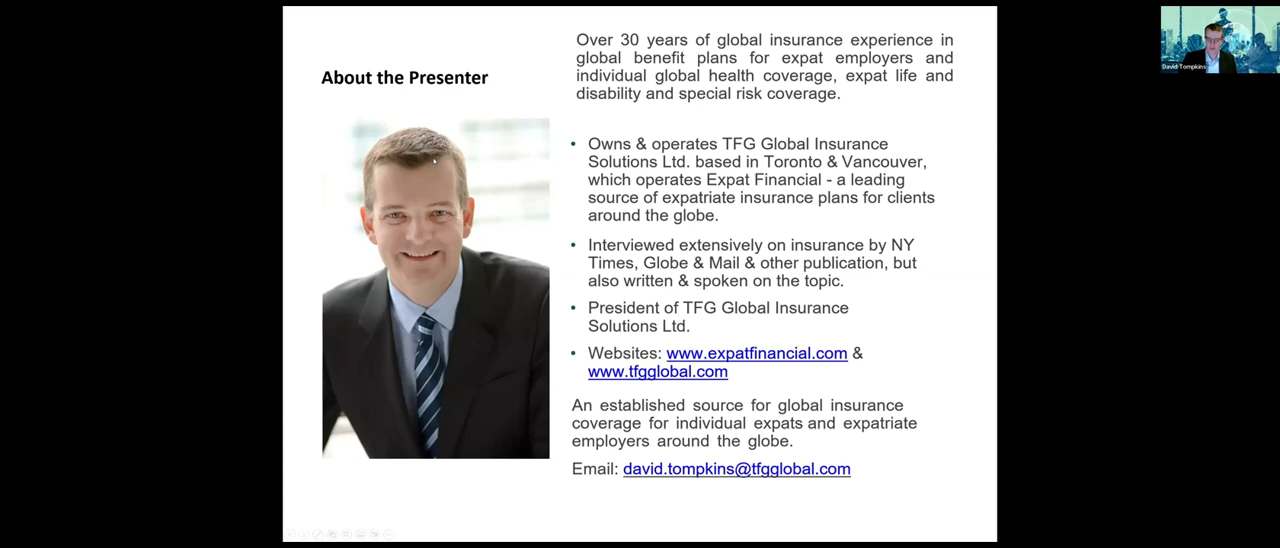 About the Presenter
Over 30 years of global insurance experience in
global benefit plans for expat employers and
individual global health coverage, expat life and
disability and special risk coverage.
• Owns & operates TFG Global Insurance
Solutions Ltd. based in Toronto & Vancouver,
which operates Expat Financial - a leading
source of expatriate insurance plans for clients
around the globe.
• Interviewed extensively on insurance by NY
Times, Globe & Mail & other publication, but
also written & spoken on the topic.
• President of TFG Global Insurance
Solutions Ltd.
• Websites: www.expatfinancial.com &
www.tfgglobal.com
An established source for global insurance
coverage for individual expats and expatriate
employers around the globe.
Email: david.tompkins@tfgglobal.com
David Tompkins